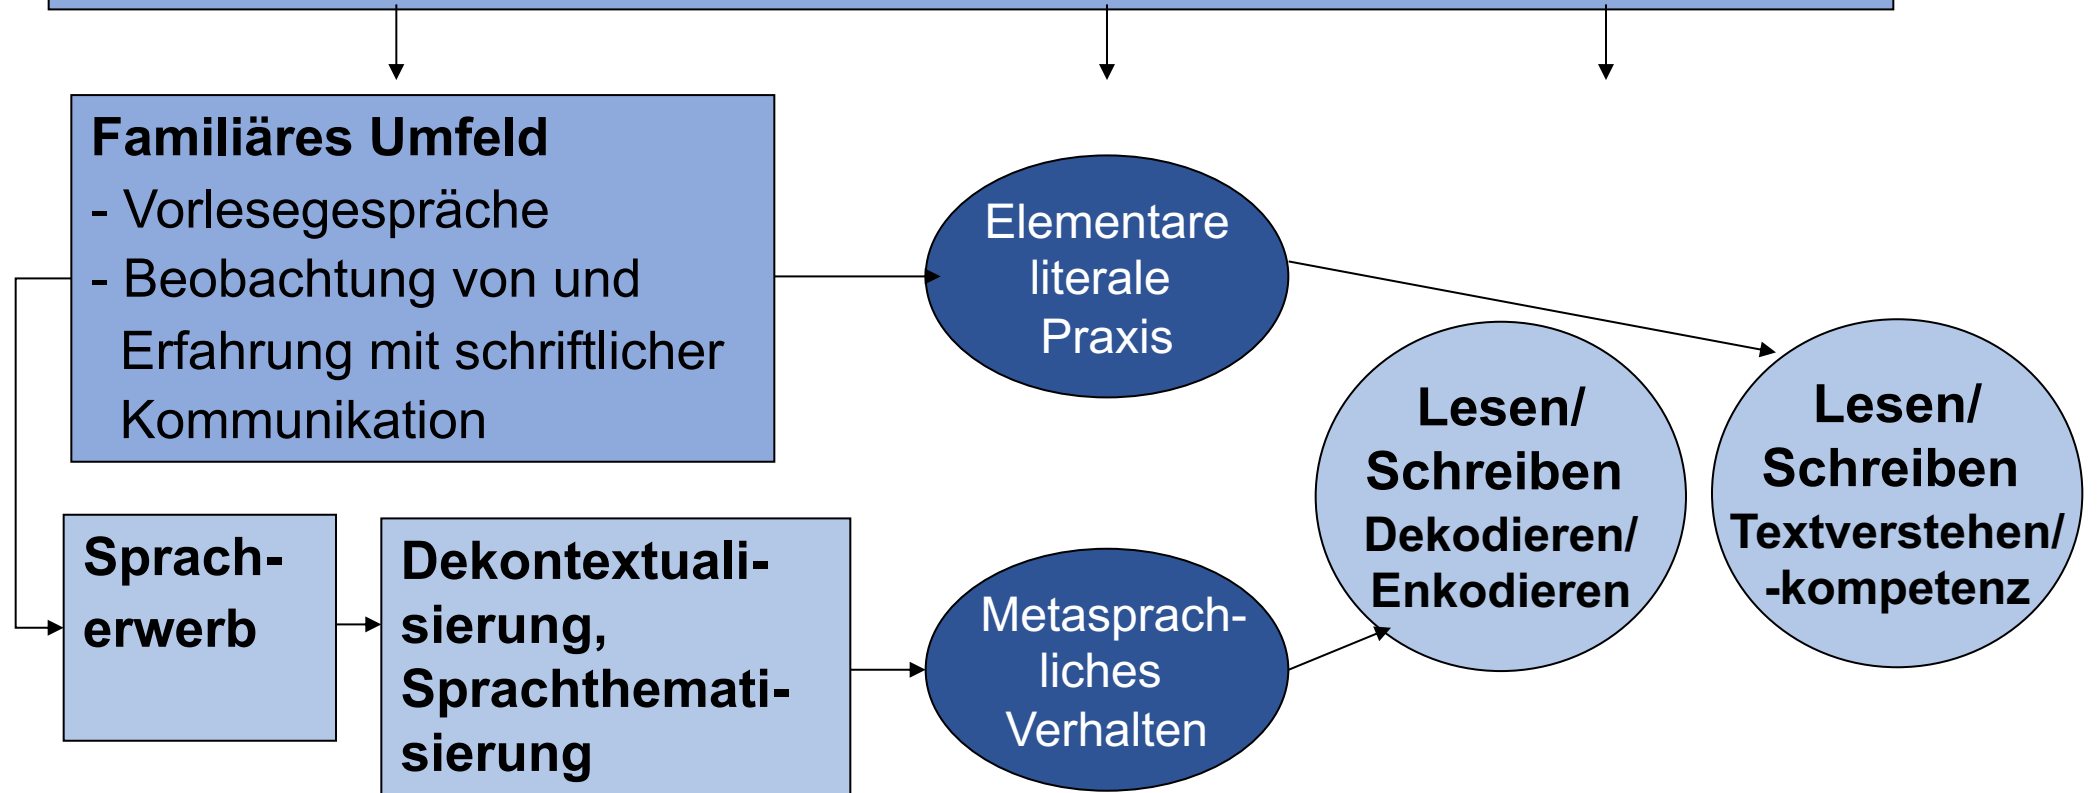 Familiäres Umfeld
- Vorlesegespräche
- Beobachtung von und
Erfahrung mit schriftlicher
Kommunikation
Elementare
literale
Praxis
Sprach-
erwerb
Dekontextuali-
sierung,
Sprachthemati-
sierung
Metasprach-
liches
Verhalten
Lesen/
Schreiben
Dekodieren/
Enkodieren
Lesen/
Schreiben
Textverstehen/
-kompetenz